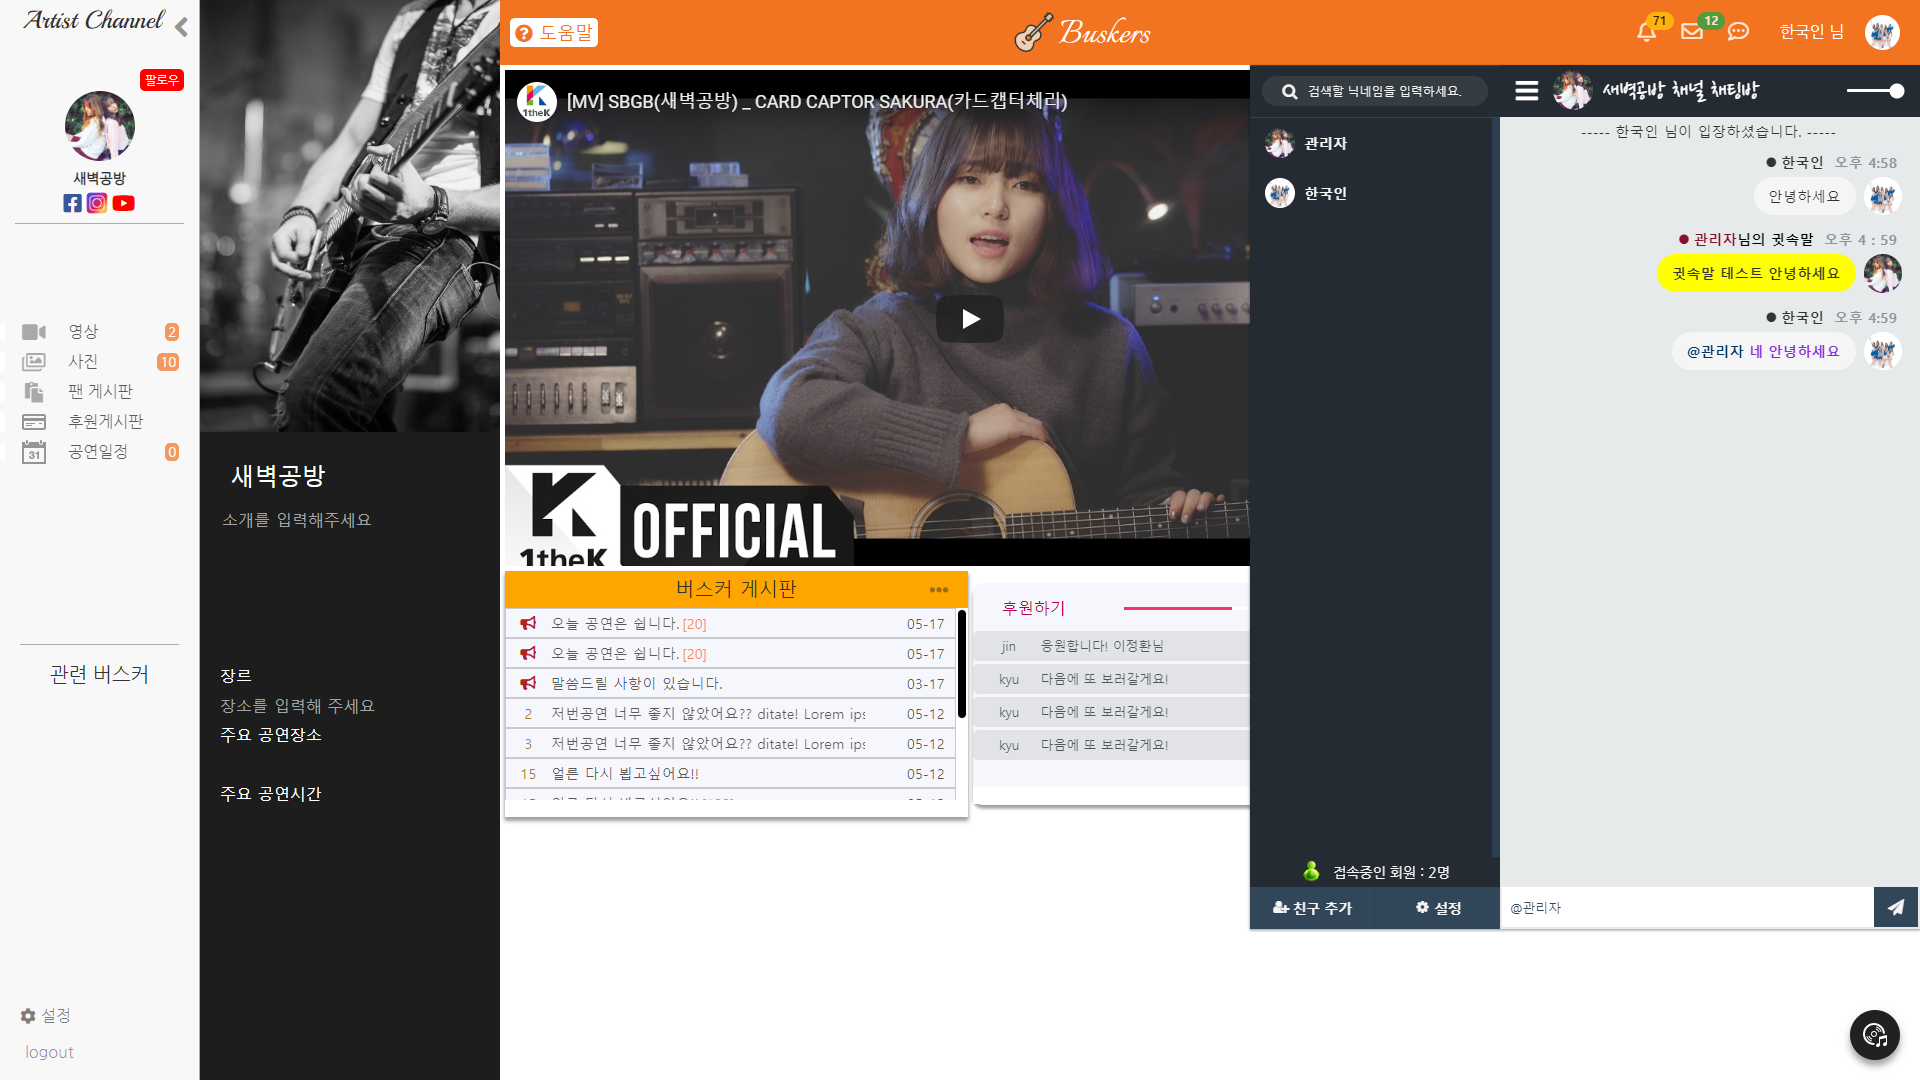 Artist Channel
팔로우
새벽공방
영상 2
사진 10
팬 게시판
후원게시판
31 공연일정 0
관련 버스커
설정
logout
새벽공방
소개를 입력해주세요
장르
장소를 입력해 주세요
주요 공연장소
주요 공연시간
도움말
Buskers
71
12
한국인 님
1theK
[MV] SBGB(새벽공방) _ CARD CAPTOR SAKURA(카드캡터체리)
K
1theK
OFFICIAL
버스커 게시판
오늘 공연은 쉽니다. [20] 05-17
오늘 공연은 쉽니다. [20] 05-17
말씀드릴 사항이 있습니다. 03-17
2 저번공연 너무 좋지 않았어요?? ditate! Lorem ips 05-12
3 저번공연 너무 좋지 않았어요?? ditate! Lorem ips 05-12
15 얼른 다시 뵙고싶어요!! 05-12
후원하기
jin 응원합니다! 이정환님
kyu 다음에 또 보러갈게요!
kyu 다음에 또 보러갈게요!
kyu 다음에 또 보러갈게요!
검색할 닉네임을 입력하세요.
관리자
한국인
접속중인 회원 : 2명
친구 추가
설정
새벽공방 채널 채팅방
----- 한국인 님이 입장하셨습니다. -----
한국인 오후 4:58
안녕하세요
관리자님의 귓속말 오후 4 : 59
귓속말 테스트 안녕하세요
한국인 오후 4:59
@관리자 네 안녕하세요
@관리자